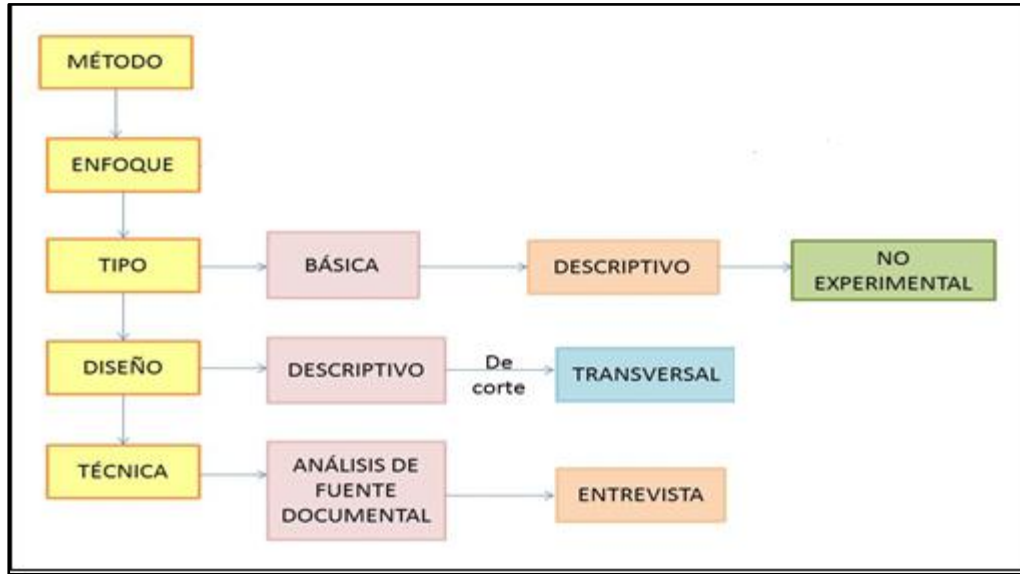 MÉTODO
ENFOQUE
TIPO
BÁSICA
DESCRIPTIVO
NO
EXPERIMENTAL
DISEÑO
DESCRIPTIVO
De
corte
TRANSVERSAL
TÉCNICA
ANÁLISIS DE
FUENTE
DOCUMENTAL
ENTREVISTA